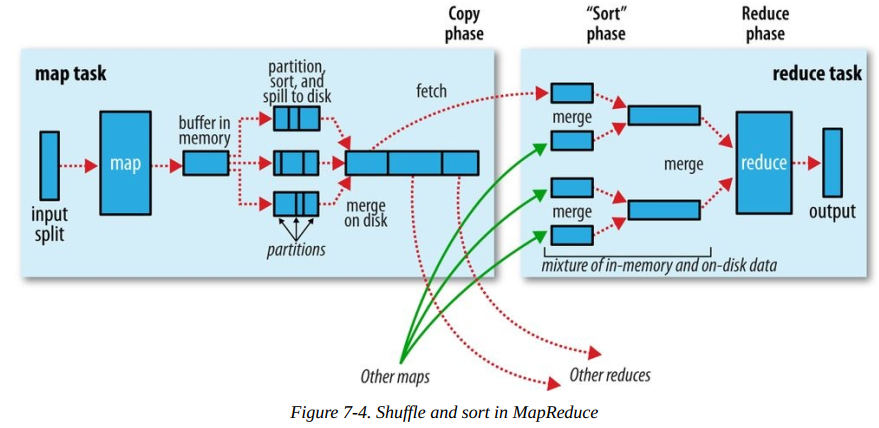 Copy
phase
“Sort”
phase
Reduce
phase
map task
partition,
sort, and
spill to disk
fetch
reduce task
buffer in
memory
map
merge
merge
reduce
input
split
merge
on disk
merge
output
partitions
mixture of in-memory and on-disk data
Other maps
Other reduces
Figure 7-4. Shuffle and sort in MapReduce